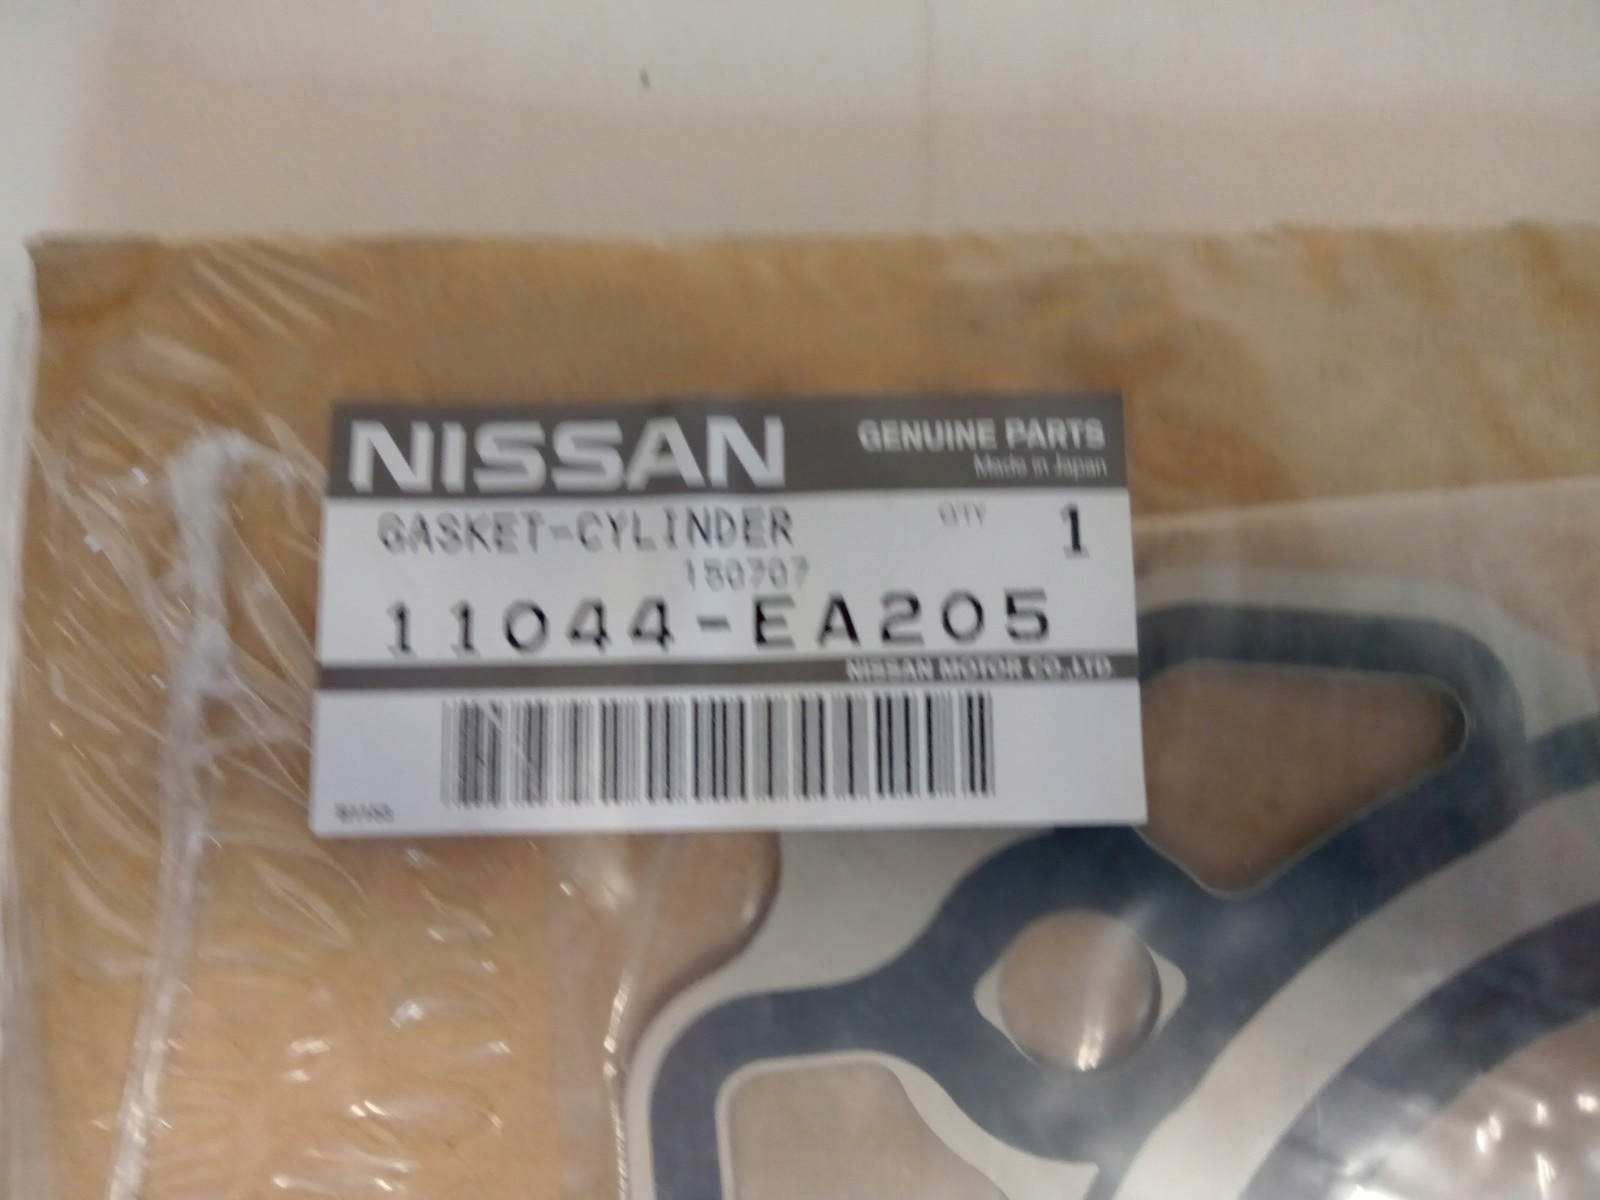 NISSAN
GENUINE PARTS
Made in Japan
GASKET-CYLINDER
QTY 1
150707
11044-EA205
NISSAN MOTOR CO.,LTD.